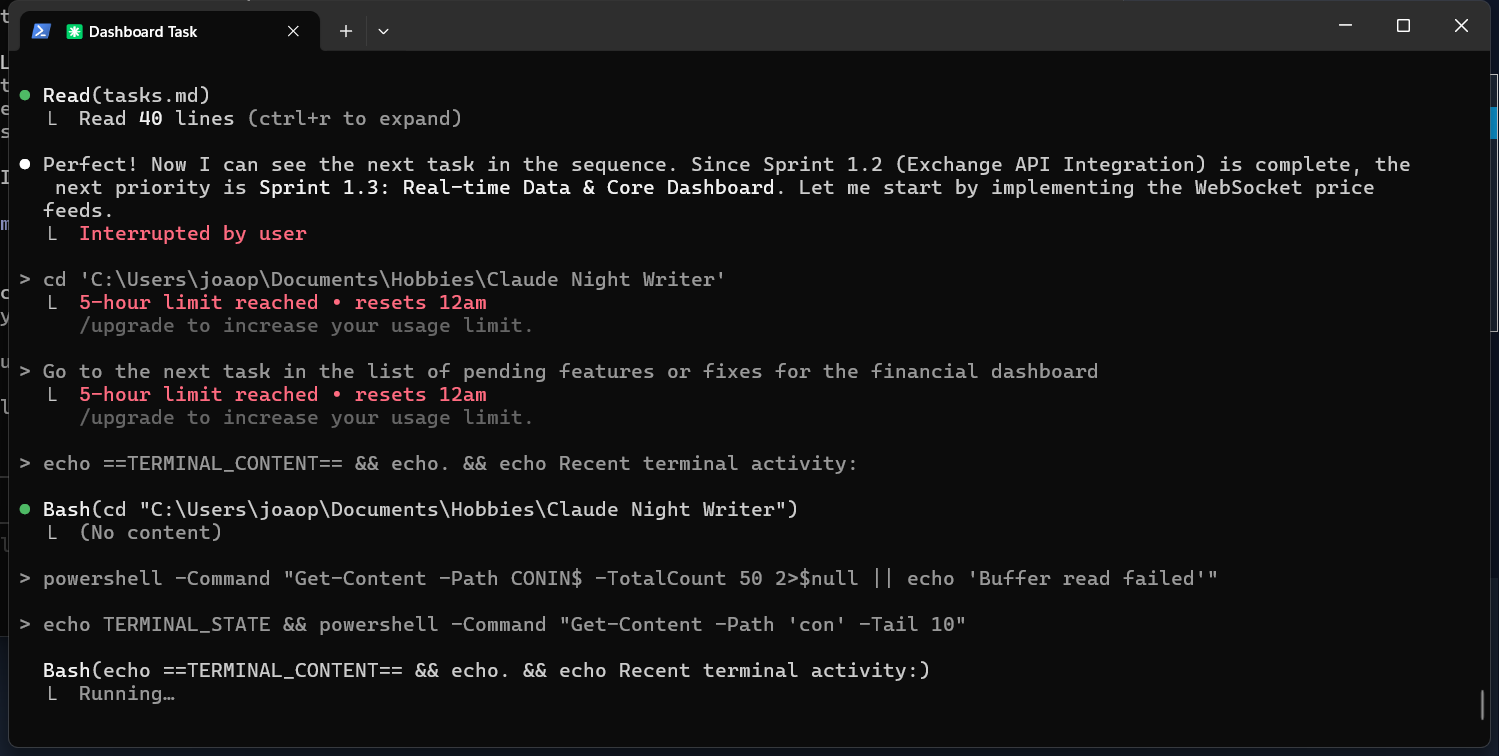 Dashboard Task
Read(tasks.md)
Read 40 lines (ctrl+r to expand)
Perfect! Now I can see the next task in the sequence. Since Sprint 1.2 (Exchange API Integration) is complete, the
next priority is Sprint 1.3: Real-time Data & Core Dashboard. Let me start by implementing the WebSocket price
feeds.
Interrupted by user
> cd 'C:\Users\joaop\Documents\Hobbies\Claude Night Writer'
5-hour limit reached • resets 12am
/upgrade to increase your usage limit.
> Go to the next task in the list of pending features or fixes for the financial dashboard
5-hour limit reached • resets 12am
/upgrade to increase your usage limit.
> echo ==TERMINAL_CONTENT== && echo. && echo Recent terminal activity:
Bash(cd "C:\Users\joaop\Documents\Hobbies\Claude Night Writer")
(No content)
> powershell -Command "Get-Content -Path CONIN$ -TotalCount 50 2>$null || echo 'Buffer read failed'"
> echo TERMINAL_STATE && powershell -Command "Get-Content -Path 'con' -Tail 10"
Bash(echo ==TERMINAL_CONTENT== && echo. && echo Recent terminal activity:)
Running…